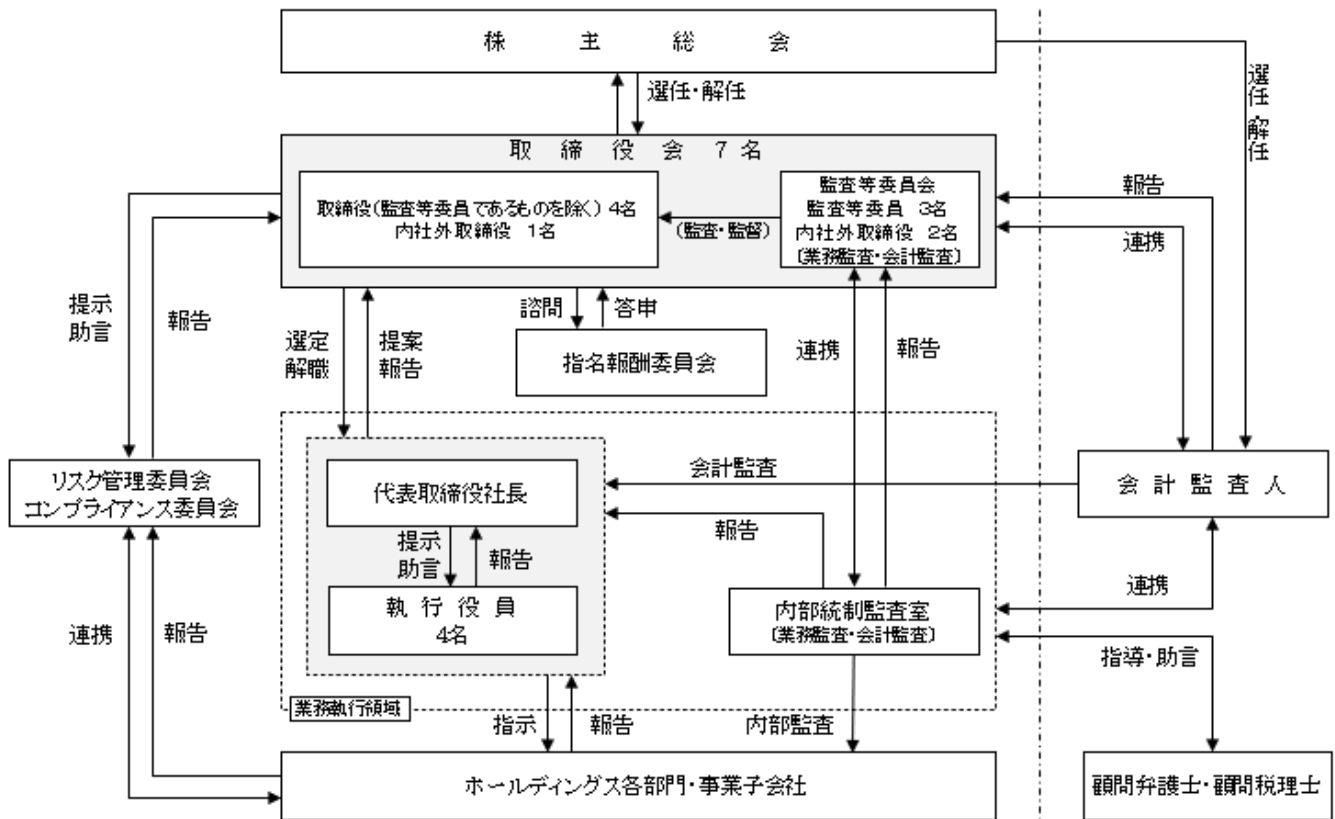 株主総会
選任・解任
選任・解任
取締役会7名
取締役(監査等委員であるものを除く)4名
内社外取締役 1名
(監査・監督)
監査等委員会
監査等委員 3名
内社外取締役 2名
〔業務監査・会計監査〕
報告
連携
提示
助言
報告
選定
解職
提案
報告
諮問
答申
指名報酬委員会
連携
報告
リスク管理委員会
コンプライアンス委員会
代表取締役社長
提示
助言
報告
執行役員
4名
会計監査
報告
会計監査人
内部統制監査室
〔業務監査・会計監査〕
連携
指導・助言
連携
報告
業務執行領域
指示
報告
内部監査
ホールディングス各部門・事業子会社
顧問弁護士・顧問税理士